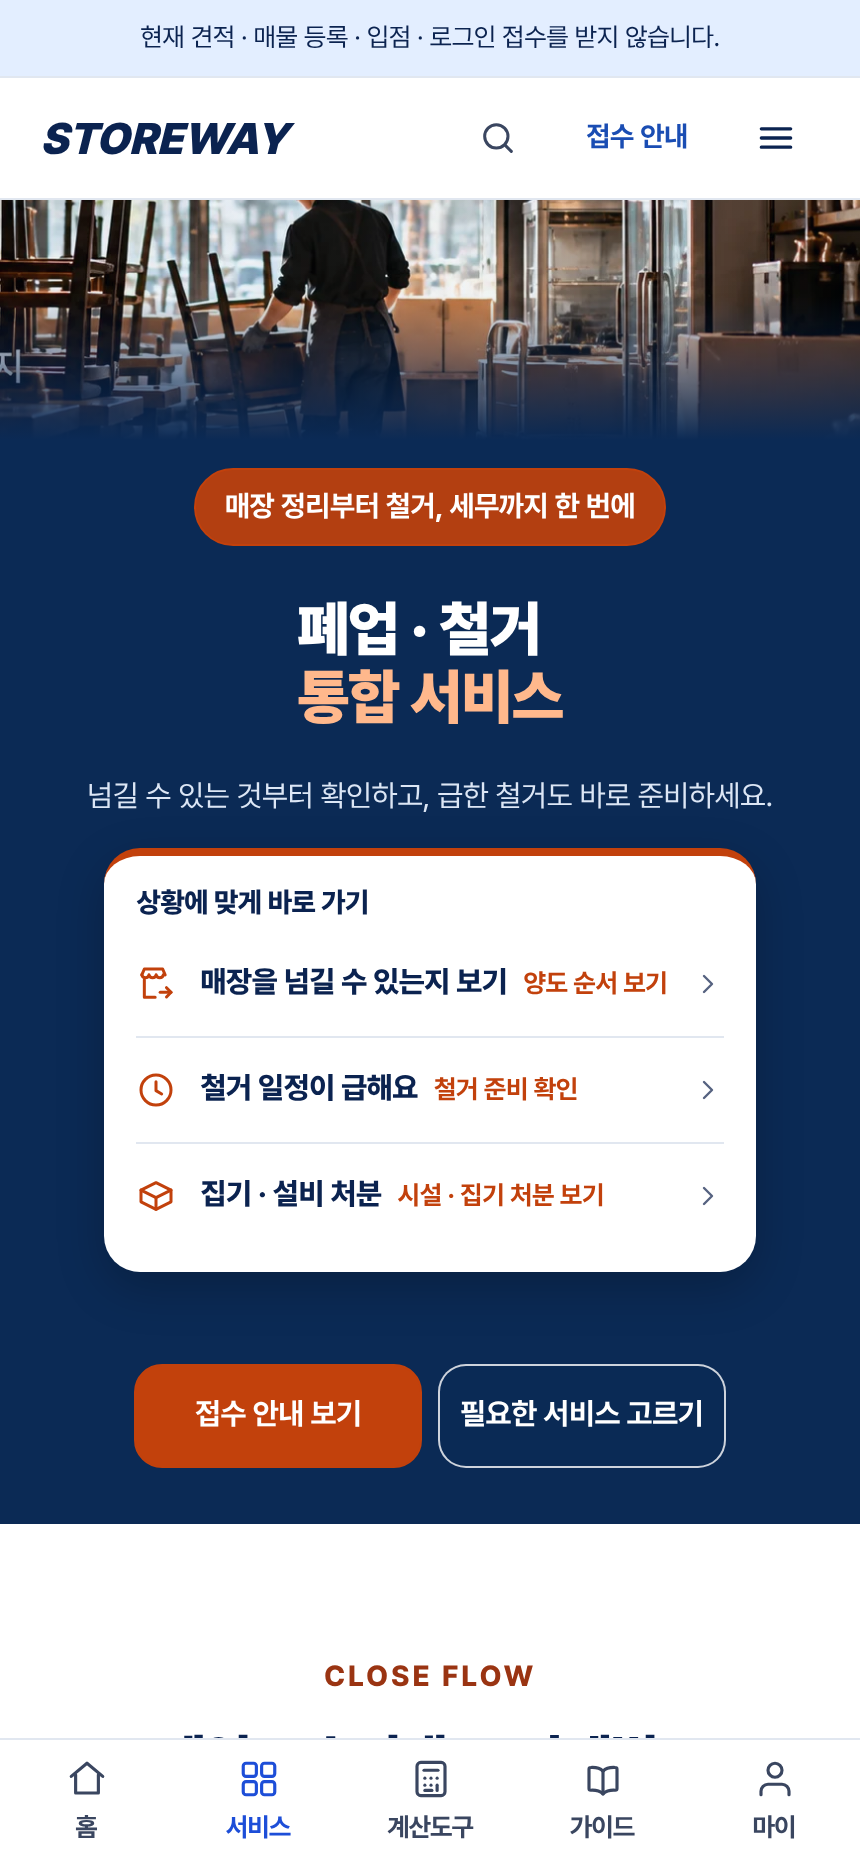 현재 견적 · 매물 등록 · 입점 · 로그인 접수를 받지 않습니다.
STOREWAY
접수 안내
지
매장 정리부터 철거, 세무까지 한 번에
폐업 · 철거
통합 서비스
넘길 수 있는 것부터 확인하고, 급한 철거도 바로 준비하세요.
상황에 맞게 바로 가기
매장을 넘길 수 있는지 보기 양도 순서 보기
철거 일정이 급해요 철거 준비 확인
집기 · 설비 처분 시설 · 집기 처분 보기
접수 안내 보기
필요한 서비스 고르기
CLOSE FLOW
홈
서비스
계산도구
가이드
마이